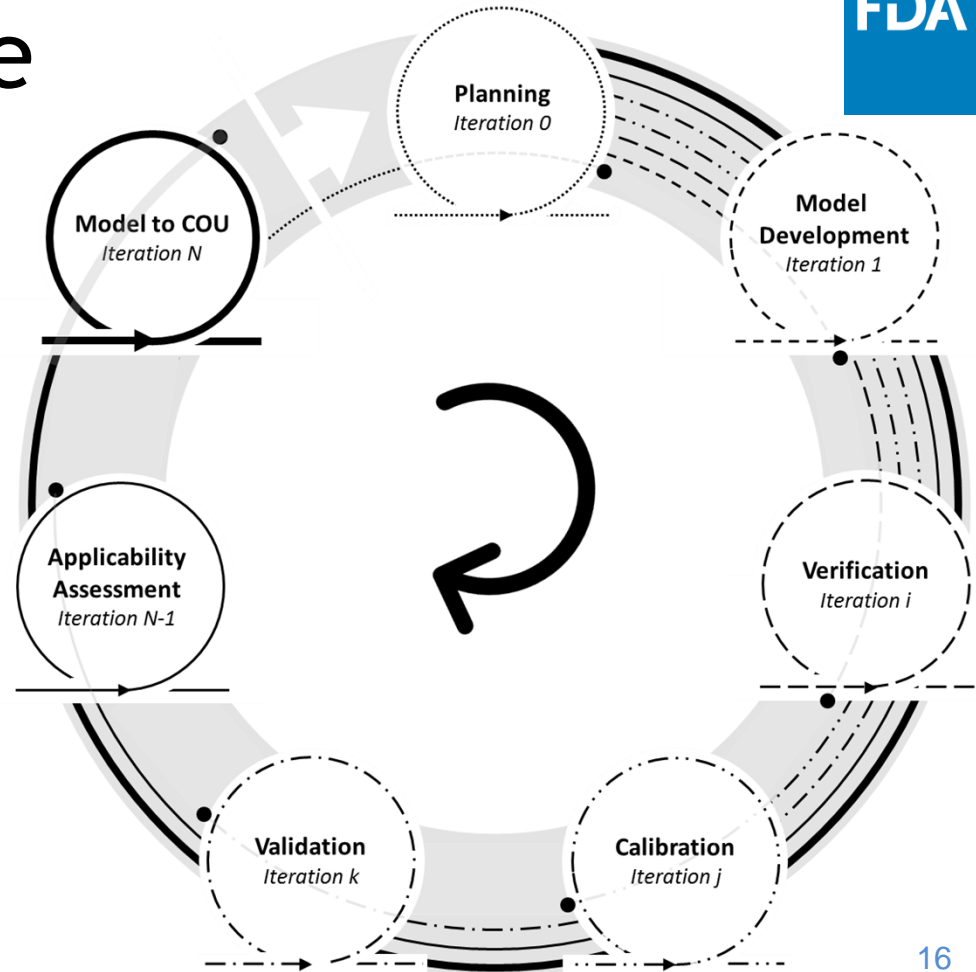 e
FDA
Planning
Iteration 0
Model
Development
Iteration 1
Verification
Iteration i
Calibration
Iteration j
Validation
Iteration k
Applicability
Assessment
Iteration N-1
Model to COU
Iteration N
16